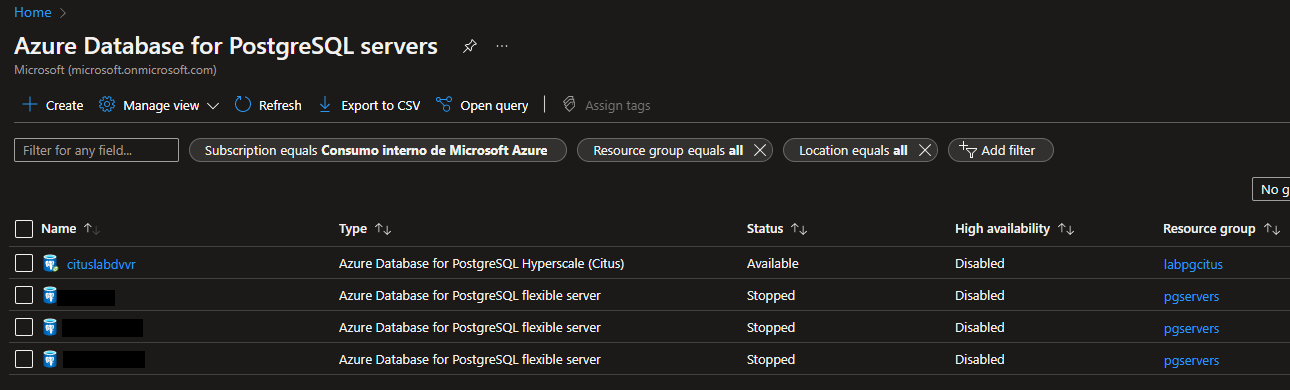 Home
Azure Database for PostgreSQL servers
Microsoft (microsoft.onmicrosoft.com)
Create Manage view Refresh Export to CSV Open query Assign tags
Filter for any field... Subscription equals Consumo interno de Microsoft Azure Resource group equals all Location equals all Add filter
No g
Name Type Status High availability Resource group
cituslabdvvr Azure Database for PostgreSQL Hyperscale (Citus) Available Disabled labpgcitus
Azure Database for PostgreSQL flexible server Stopped Disabled pgservers
Azure Database for PostgreSQL flexible server Stopped Disabled pgservers
Azure Database for PostgreSQL flexible server Stopped Disabled pgservers